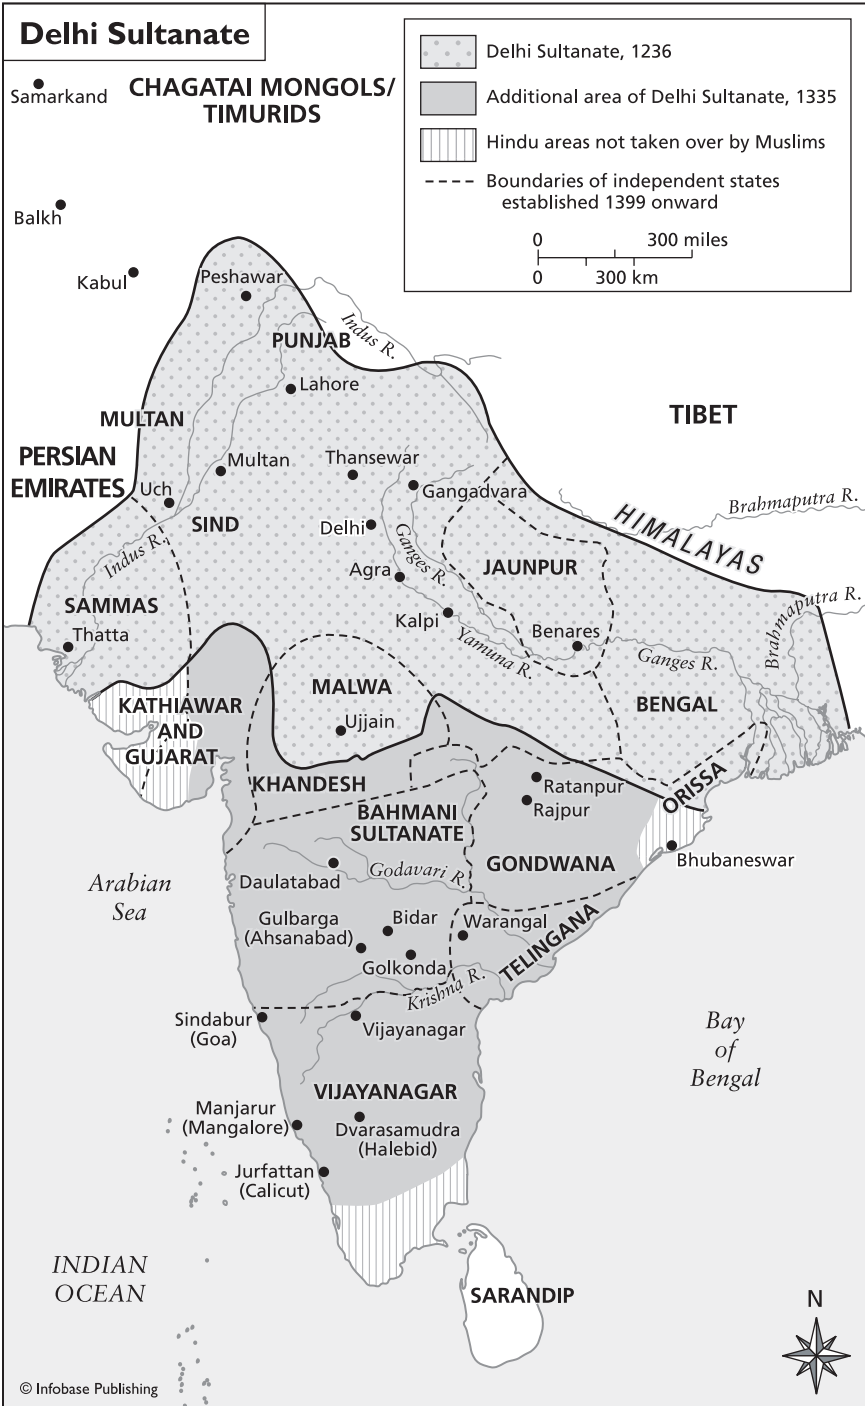 Delhi Sultanate
Delhi Sultanate, 1236
Additional area of Delhi Sultanate, 1335
Hindu areas not taken over by Muslims
Boundaries of independent states
established 1399 onward
0
300 miles
0
300 km
Samarkand
CHAGATAI MONGOLS/
TIMURIDS
Balkh
Kabul
Peshawar
Indus R.
PUNJAB
Lahore
TIBET
MULTAN
PERSIAN
EMIRATES
Multan
Thansewar
Uch
Gangadvara
Brahmaputra R.
SIND
Delhi
HIMALAYAS
Indus R.
Ganges R.
Agra
JAUNPUR
SAMMAS
Kalpi
Brahmaputra R.
Thatta
Benares
Yamuna R.
Ganges R.
MALWA
KATHIAWAR
AND
GUJARAT
BENGAL
Ujjain
KHANDESH
Ratanpur
ORISSA
Rajpur
BAHMANI
SULTANATE
GONDWANA
Bhubaneswar
Daulatabad
Godavari R.
Arabian
Sea
Gulbarga
(Ahsanabad)
Bidar
Warangal
TELINGANA
Golkonda
Krishna R.
Sindabur
(Goa)
Vijayanagar
Bay
of
Bengal
VIJAYANAGAR
Manjarur
(Mangalore)
Dvarasamudra
(Halebid)
Jurfattan
(Calicut)
INDIAN
OCEAN
SARANDIP
N
© Infobase Publishing